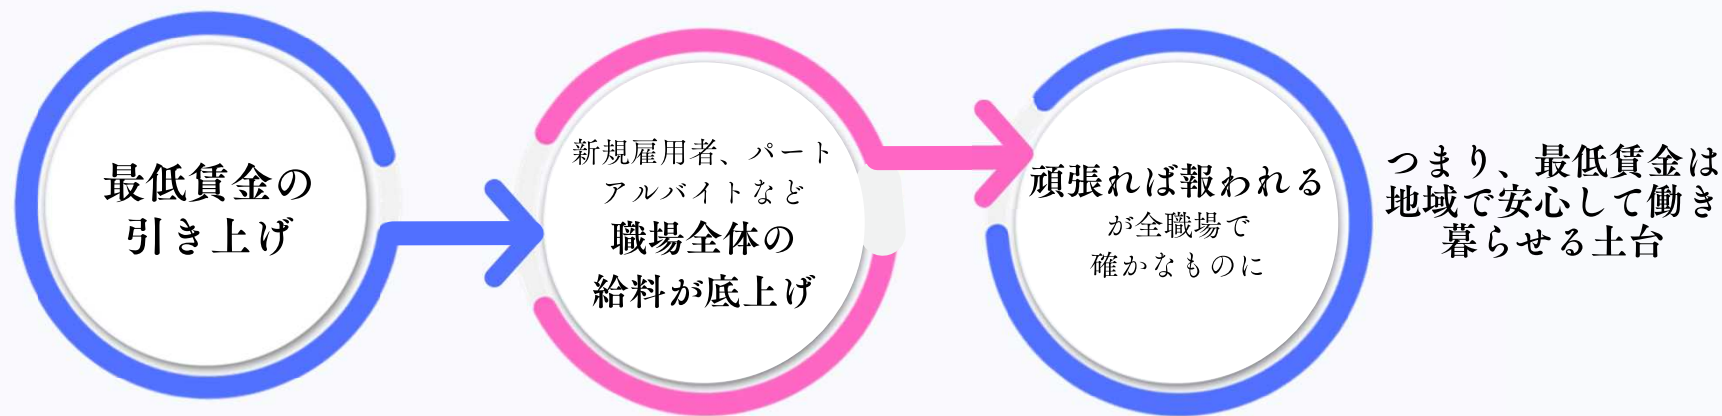 最低賃金の
引き上げ
新規雇用者、パート
アルバイトなど
職場全体の
給料が底上げ
頑張れば報われる
が全職場で
確かなものに
つまり、最低賃金は
地域で安心して働き
暮らせる土台